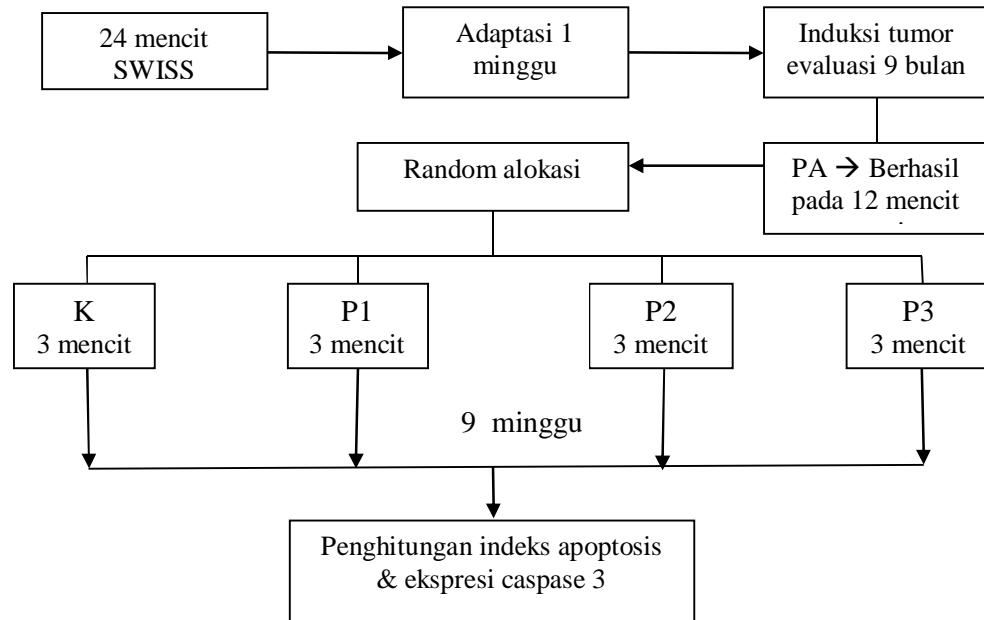 24 mencit
SWISS
Adaptasi 1
minggu
Induksi tumor
evaluasi 9 bulan
Random alokasi
PA → Berhasil
pada 12 mencit
K
3 mencit
P1
3 mencit
P2
3 mencit
P3
3 mencit
9 minggu
Penghitungan indeks apoptosis
& ekspresi caspase 3